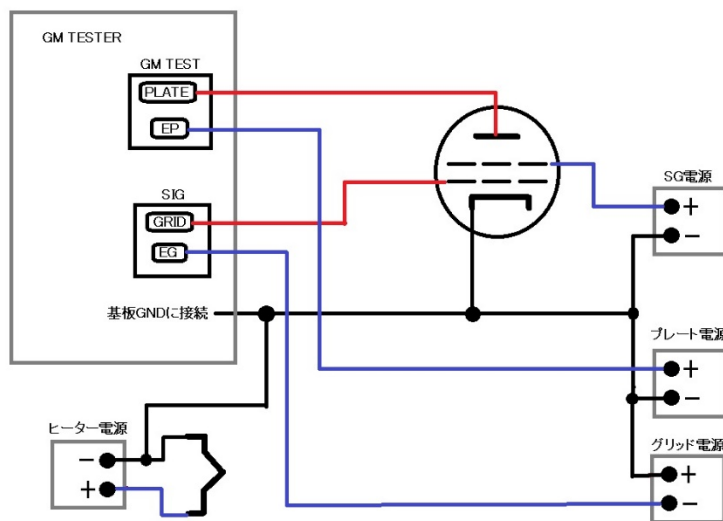 GM TESTER
GM TEST
PLATE
EP
SIG
GRID
EG
基板GNDに接続
SG電源
+
-
プレート電源
+
-
グリッド電源
+
-
ヒーター電源
-
+